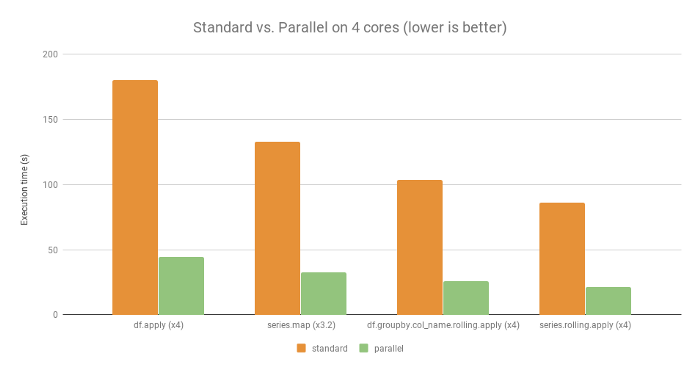 Standard vs. Parallel on 4 cores (lower is better)
200
150
100
50
0
Execution time (s)
df.apply (x4)
series.map (x3.2)
df.groupby.col_name.rolling.apply (x4)
series.rolling.apply (x4)
standard
parallel